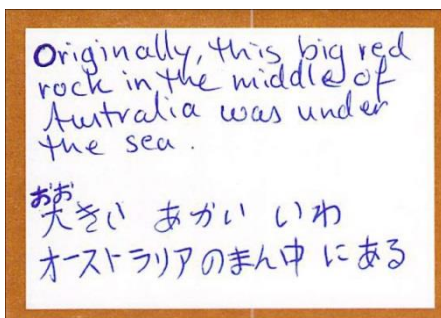 Originally, this big red
rock in the middle of
Australia was under
the sea.
おお
大きい あかい いわ
オーストラリアのまん中 にある